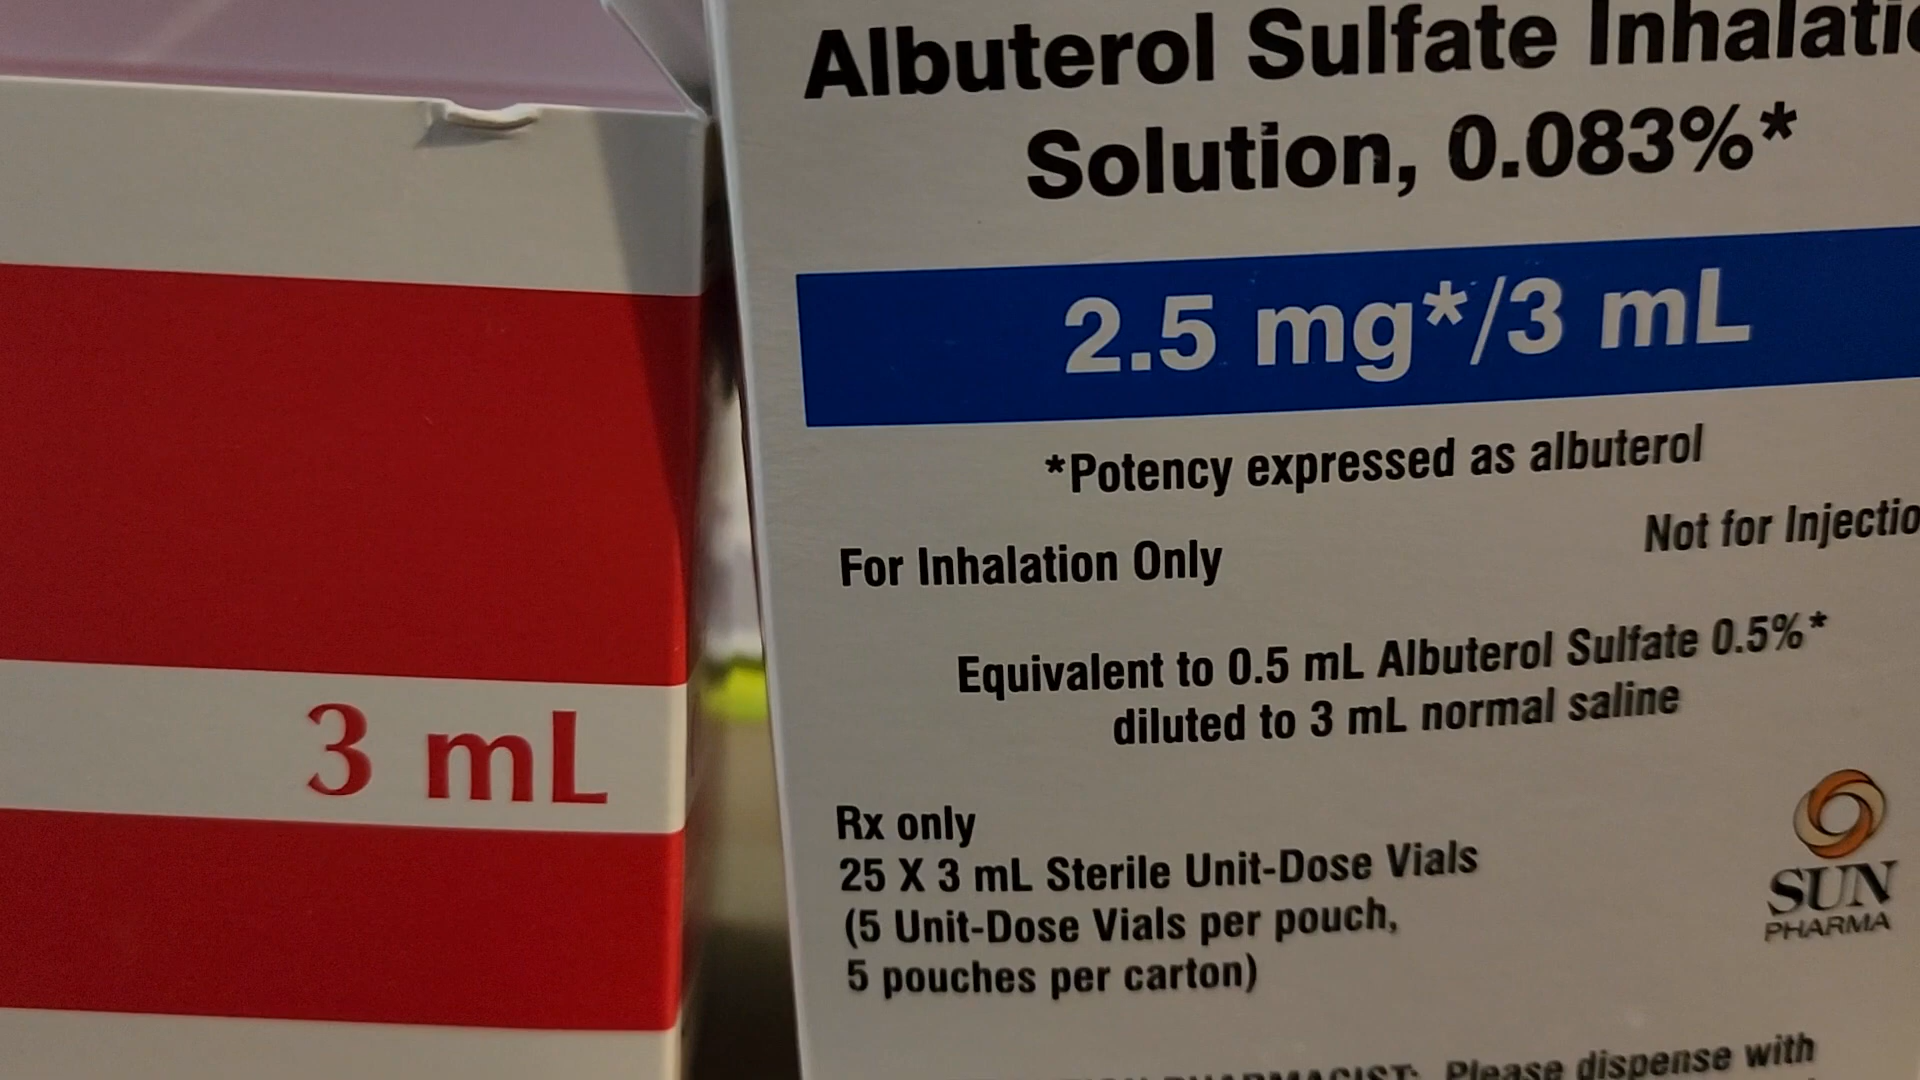 3 mL
Albuterol Sulfate
Solution, 0.083%*
2.5 mg*/3 mL
*Potency expressed as albuterol
Not for
For Inhalation Only
Equivalent to 0.5 mL Albuterol Sulfate 0.5%*
diluted to 3 mL normal saline
Rx only
25 X 3 mL Sterile Unit-Dose Vials
(5 Unit-Dose Vials per pouch,
5 pouches per carton)
SUN
PHARMA
Please dispense with